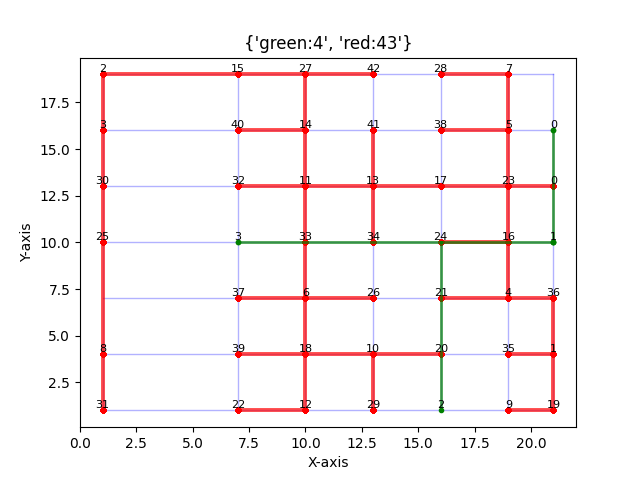 {'green:4', 'red:43'}
2 15 27 42 28 7
17.5
3 40 14 41 38 5 0
15.0
30 32 11 13 17 23 0
12.5
25 3 33 34 24 16 1
10.0
7.5
37 6 26 21 4 36
5.0
8 39 18 10 20 35 1
2.5
31 22 12 29 2 9 19
0.0 2.5 5.0 7.5 10.0 12.5 15.0 17.5 20.0
X-axis
Y-axis